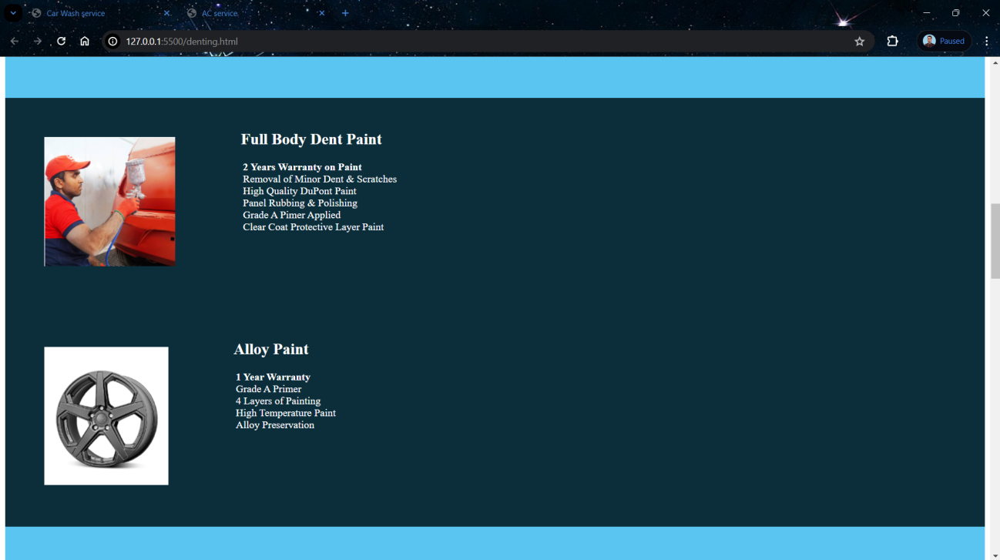 Car Wash service
AC service
127.0.0.1:5500/denting.html
Paused
Full Body Dent Paint
2 Years Warranty on Paint
Removal of Minor Dent & Scratches
High Quality DuPont Paint
Panel Rubbing & Polishing
Grade A Pimer Applied
Clear Coat Protective Layer Paint
Alloy Paint
1 Year Warranty
Grade A Primer
4 Layers of Painting
High Temperature Paint
Alloy Preservation